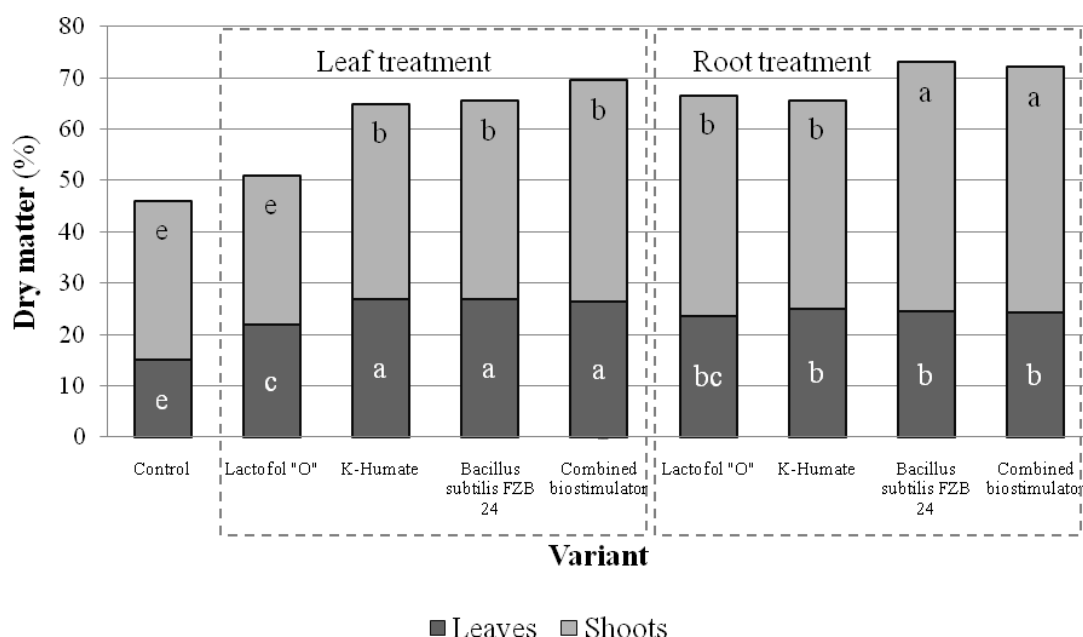 80
70
60
50
40
30
20
10
0
Dry matter (%)
Leaf treatment
Root treatment
e
e
b
b
b
b
b
a
a
e
c
a
a
a
bc
b
b
b
Control
Lactofol "O"
K-Humate
Bacillus
subtilis FZB
24
Combined
biostimulator
Lactofol "O"
K-Humate
Bacillus
subtilis FZB
24
Combined
biostimulator
Variant
Leaves
Shoots